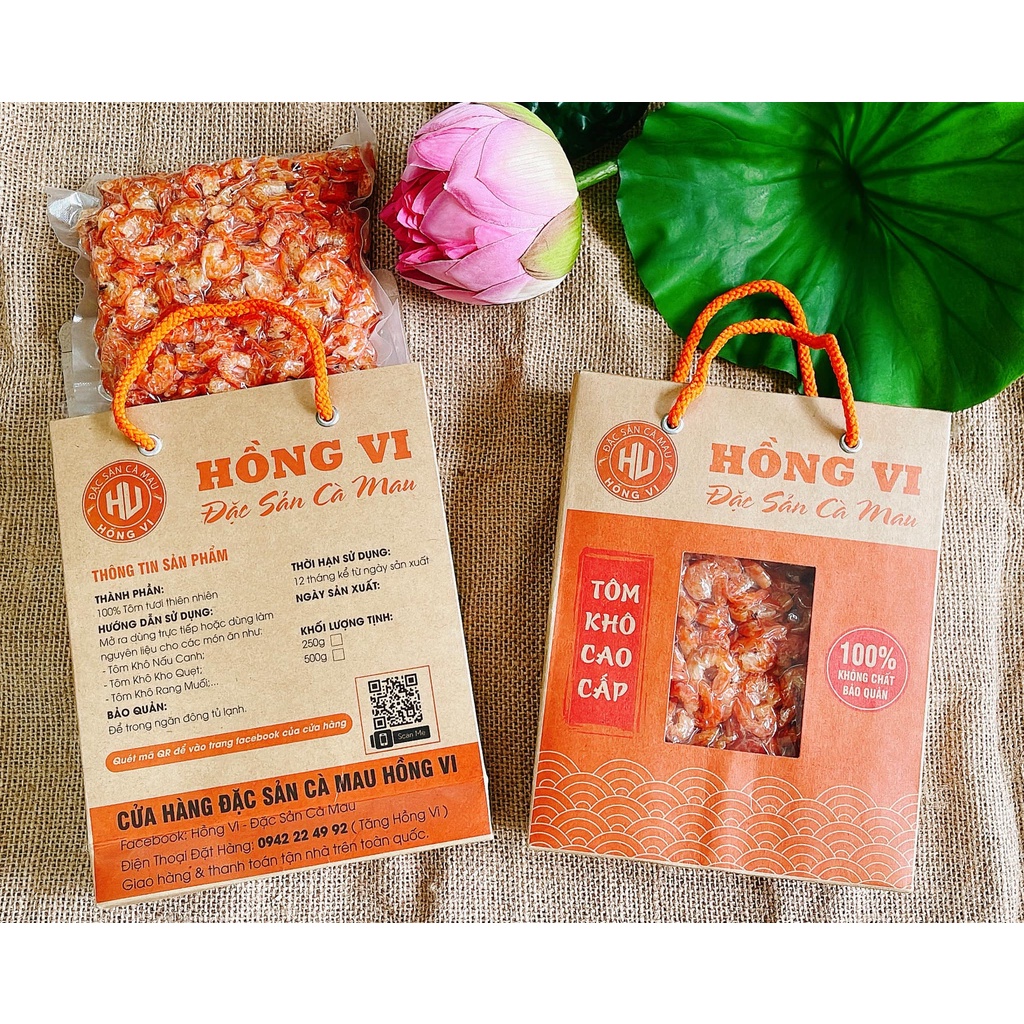 ĐẶC SẢN CÀ MAU
HV
HỒNG VI
HỒNG VI
Đặc Sản Cà Mau
THÔNG TIN SẢN PHẨM
THÀNH PHẦN:
100% Tôm tươi thiên nhiên
HƯỚNG DẪN SỬ DỤNG:
Mở ra dùng trực tiếp hoặc dùng làm
nguyên liệu cho các món ăn như:
- Tôm Khô Nấu Canh;
- Tôm Khô Kho Quẹt;
- Tôm Khô Rang Muối;...
BẢO QUẢN:
Để trong ngăn đông tủ lạnh.
THỜI HẠN SỬ DỤNG:
12 tháng kể từ ngày sản xuất
NGÀY SẢN XUẤT:
KHỐI LƯỢNG TỊNH:
250g
500g
Scan Me
Quét mã QR để vào trang facebook của cửa hàng
CỬA HÀNG ĐẶC SẢN CÀ MAU HỒNG VI
Facebook: Hồng Vi - Đặc Sản Cà Mau
Điện Thoại Đặt Hàng: 0942 22 49 92 ( Tăng Hồng Vi )
Giao hàng & thanh toán tận nhà trên toàn quốc.
ĐẶC SẢN CÀ MAU
HV
HỒNG VI
HỒNG VI
Đặc Sản Cà Mau
TÔM
KHÔ
CAO
CẤP
100%
KHÔNG CHẤT
BẢO QUẢN